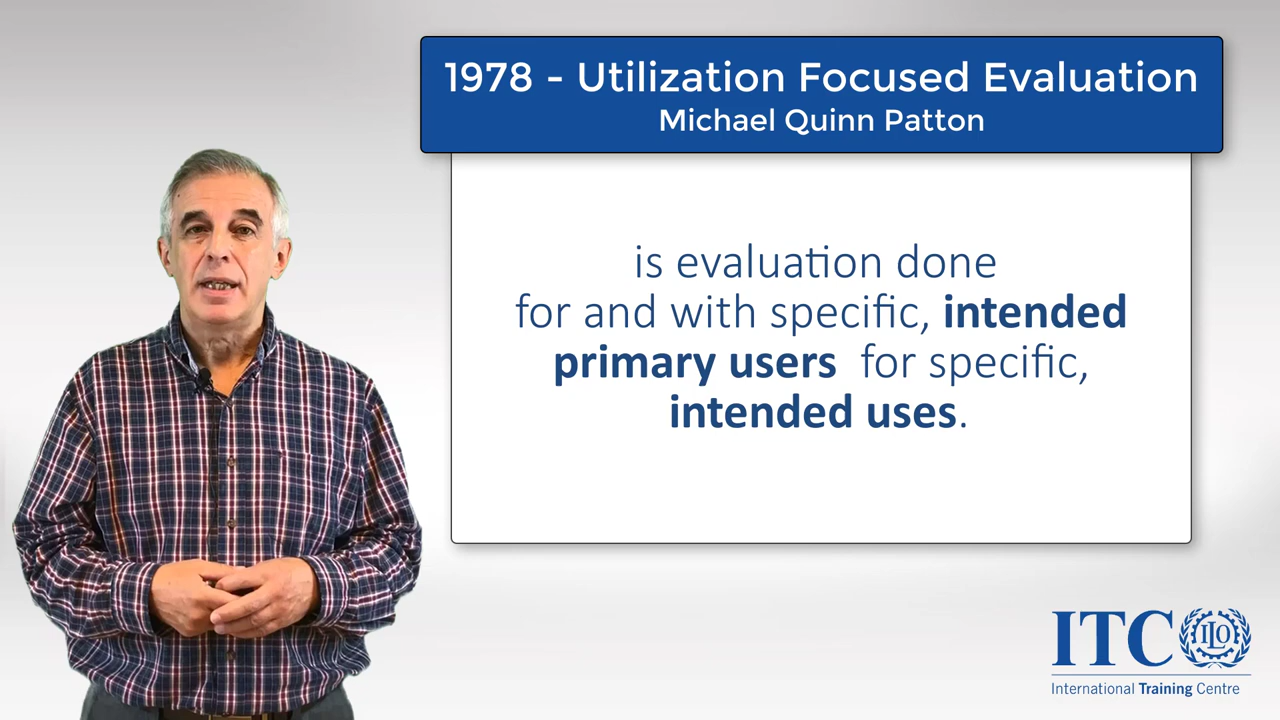 1978 - Utilization Focused Evaluation
Michael Quinn Patton
is evaluation done
for and with specific, intended
primary users for specific,
intended uses.
ITC
ILO
International Training Centre